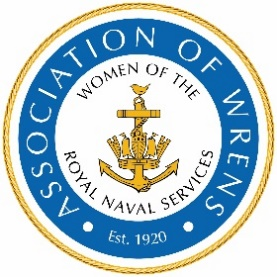 ASSOCIATION OF WRENS
WOMEN OF THE
ROYAL NAVAL SERVICES
Est. 1920